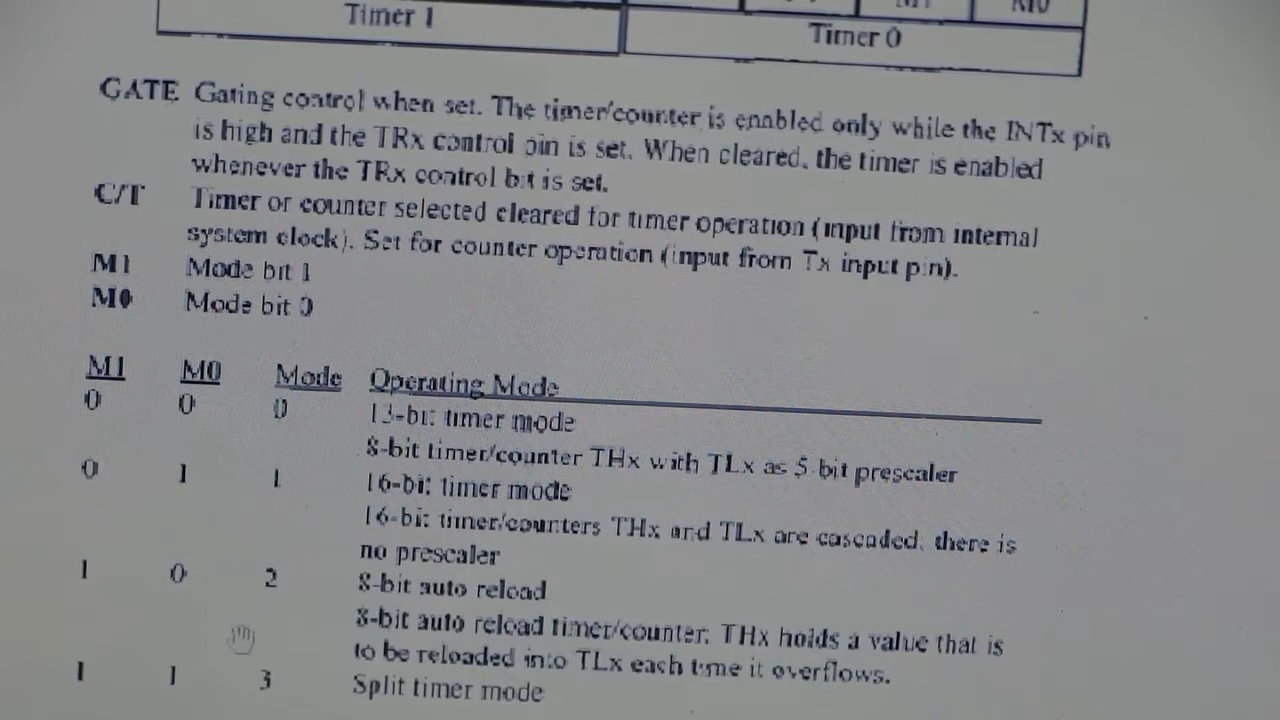 Timer 1
Timer 0
GATE Gating control when set. The timer/counter is enabled only while the INTx pin
is high and the TRx control pin is set. When cleared, the timer is enabled
whenever the TRx control bit is set.
C/T Timer or counter selected cleared for timer operation (input from internal
system clock). Set for counter operation (input from Tx input pin).
M1 Mode bit 1
M0 Mode bit 0
M1 M0 Mode Operating Mode
0 0 0 13-bit timer mode
8-bit timer/counter THx with TLx as 5-bit prescaler
0 1 1 16-bit timer mode
16-bit timer/counters THx and TLx are cascaded, there is
no prescaler
1 0 2 8-bit auto reload
8-bit auto reload timer/counter. THx holds a value that is
to be reloaded into TLx each time it overflows.
1 1 3 Split timer mode